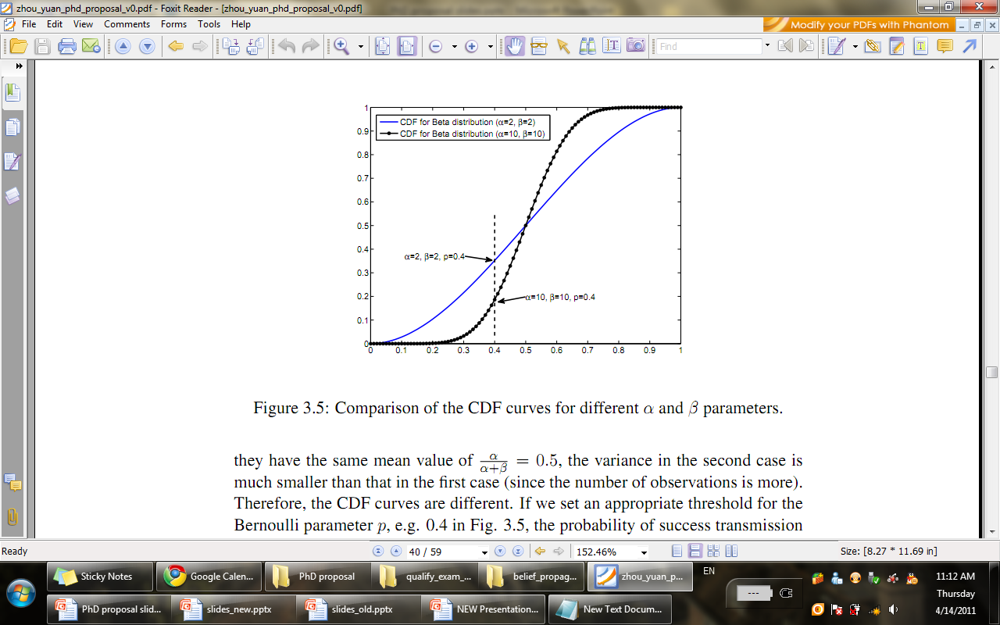 zhou_yuan_phd_proposal_v0.pdf - Foxit Reader - [zhou_yuan_phd_proposal_v0.pdf]
File Edit View Comments Forms Tools Help
Modify your PDFs with Phantom
Find
1
0.9
0.8
0.7
0.6
0.5
0.4
0.3
0.2
0.1
0
CDF for Beta distribution (α=2, β=2)
CDF for Beta distribution (α=10, β=10)
α=2, β=2, p=0.4
α=10, β=10, p=0.4
0 0.1 0.2 0.3 0.4 0.5 0.6 0.7 0.8 0.9 1
Figure 3.5: Comparison of the CDF curves for different α and β parameters.
they have the same mean value of α/(α+β) = 0.5, the variance in the second case is
much smaller than that in the first case (since the number of observations is more).
Therefore, the CDF curves are different. If we set an appropriate threshold for the
Bernoulli parameter p, e.g. 0.4 in Fig. 3.5, the probability of success transmission
Ready 40 / 59 152.46% Size: [8.27 * 11.69 in]
Sticky Notes Google Calen... PhD proposal qualify_exam_... belief_propag... zhou_yuan_p... EN
PhD proposal slid... slides_new.pptx slides_old.pptx NEW Presentation... New Text Docum...
---
11:12 AM
Thursday
4/14/2011